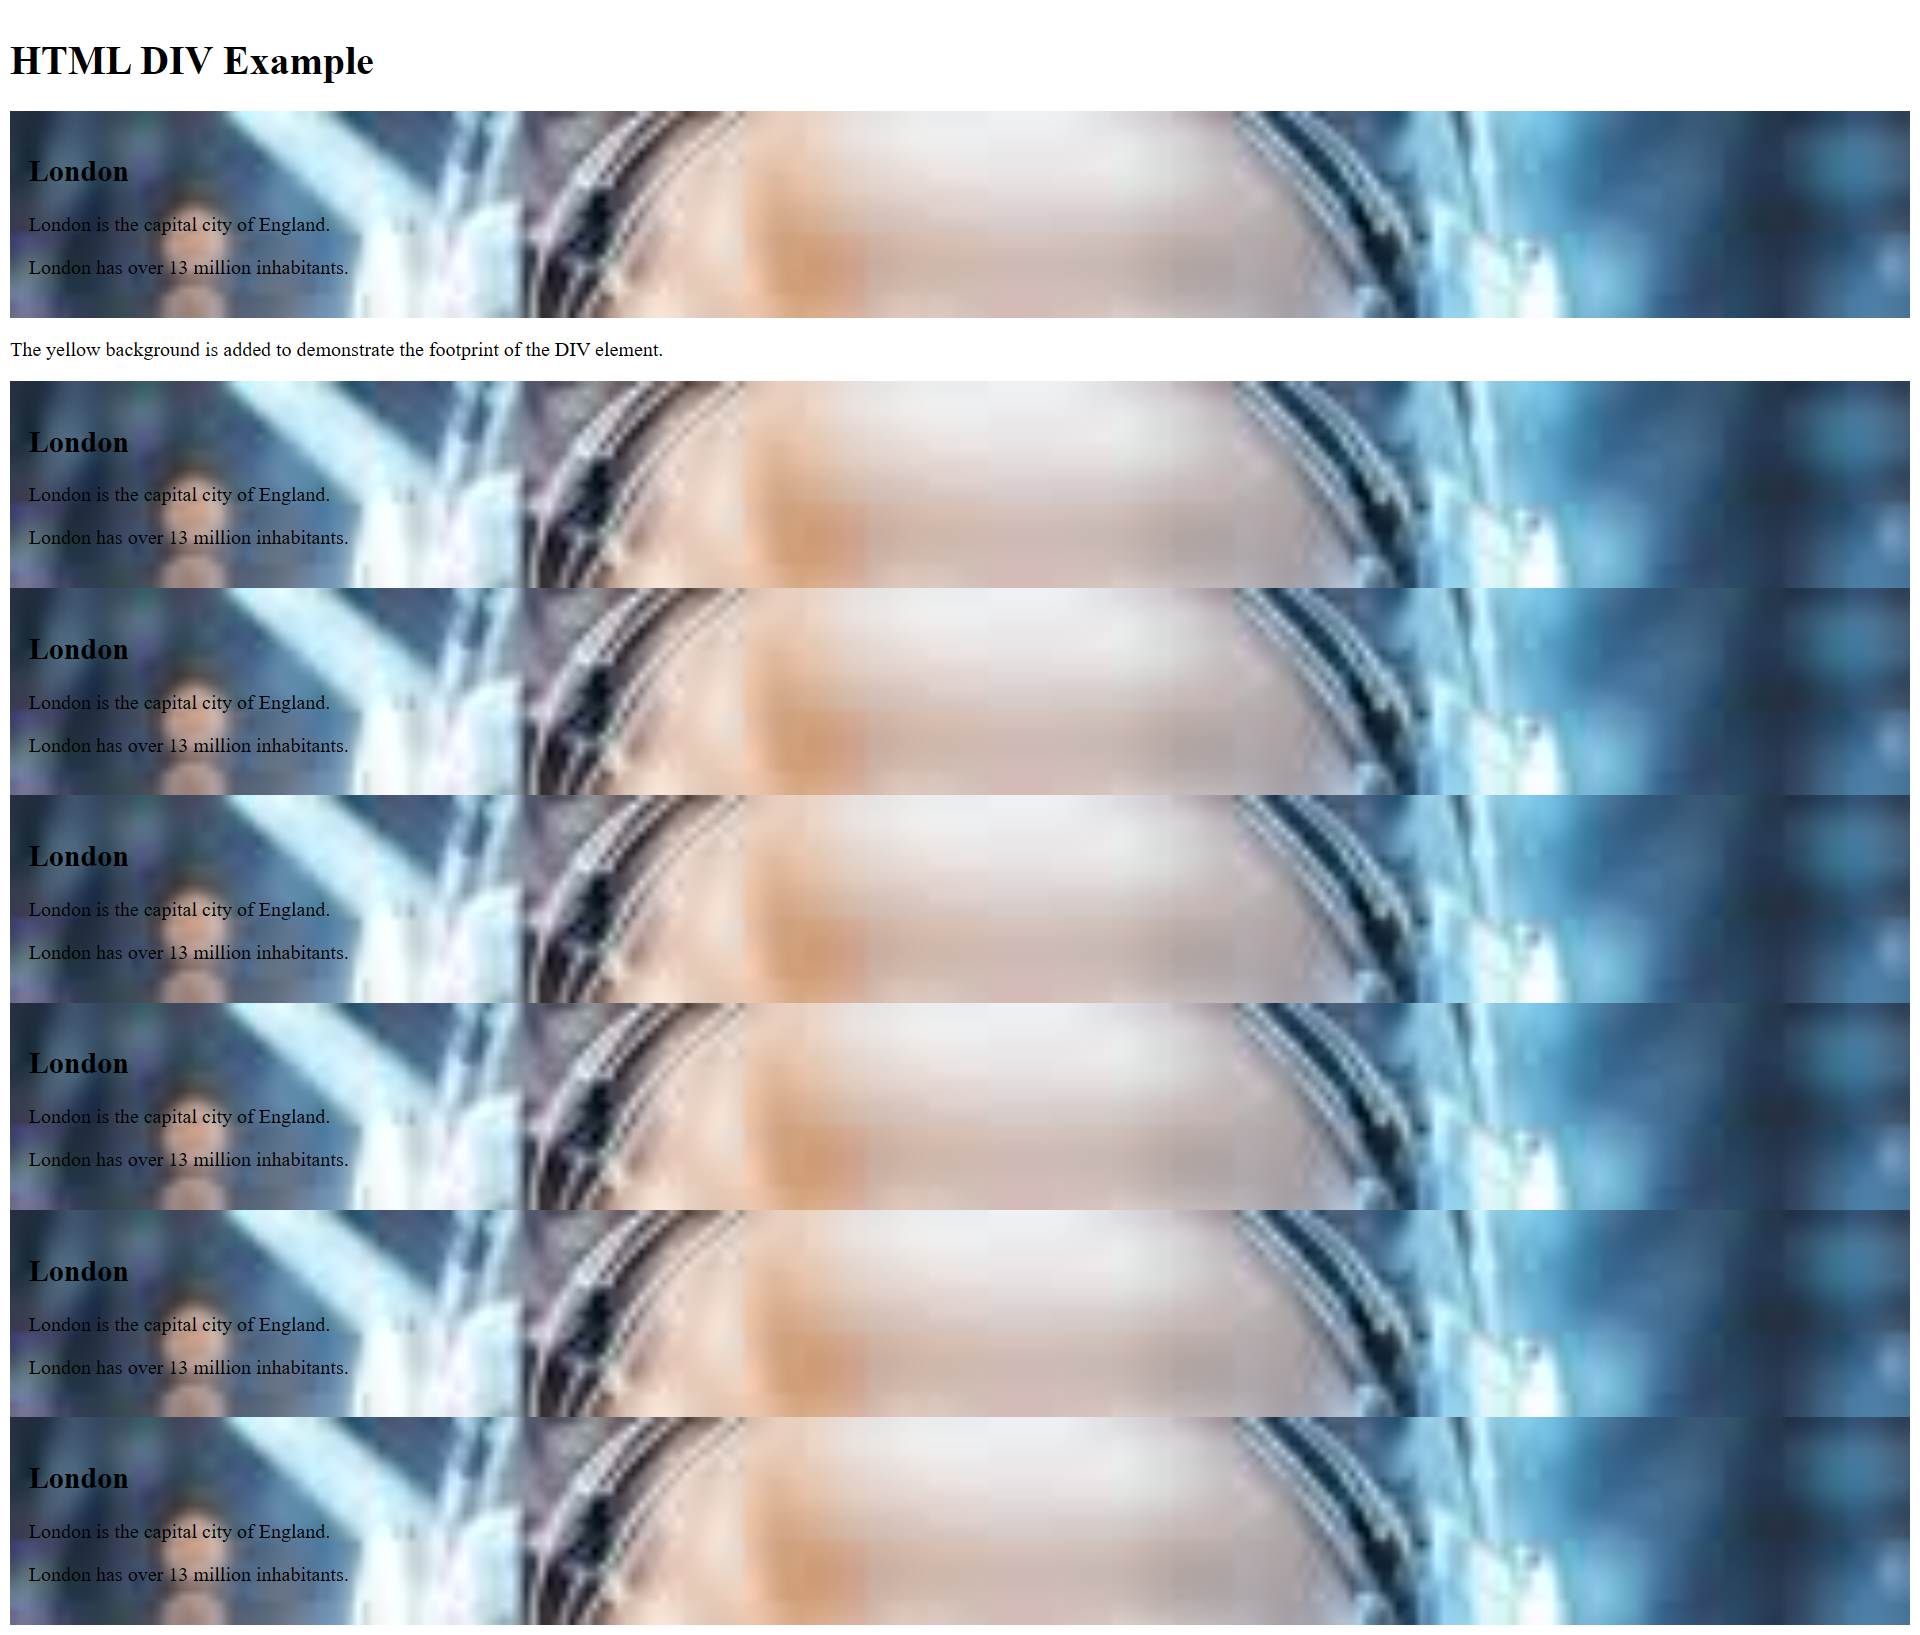 HTML DIV Example
London
London is the capital city of England.
London has over 13 million inhabitants.
The yellow background is added to demonstrate the footprint of the DIV element.
London
London is the capital city of England.
London has over 13 million inhabitants.
London
London is the capital city of England.
London has over 13 million inhabitants.
London
London is the capital city of England.
London has over 13 million inhabitants.
London
London is the capital city of England.
London has over 13 million inhabitants.
London
London is the capital city of England.
London has over 13 million inhabitants.
London
London is the capital city of England.
London has over 13 million inhabitants.